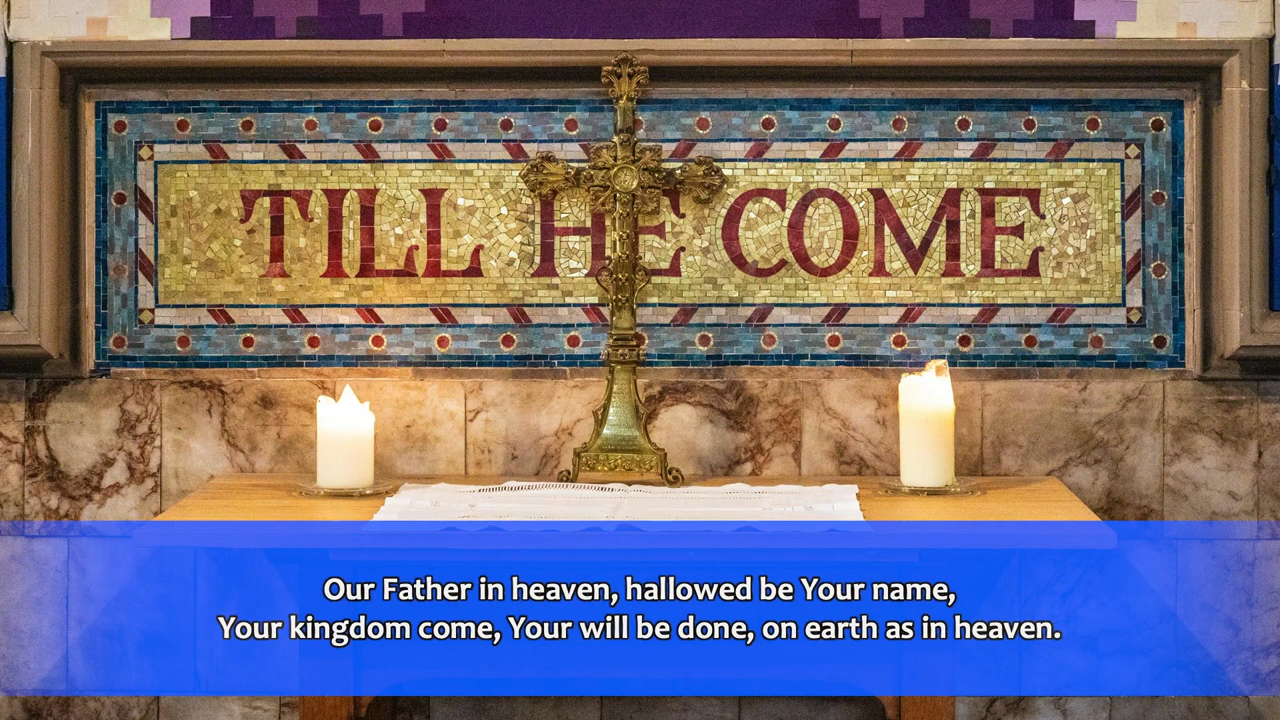 TILL HE COME
Our Father in heaven, hallowed be Your name,
Your kingdom come, Your will be done, on earth as in heaven.